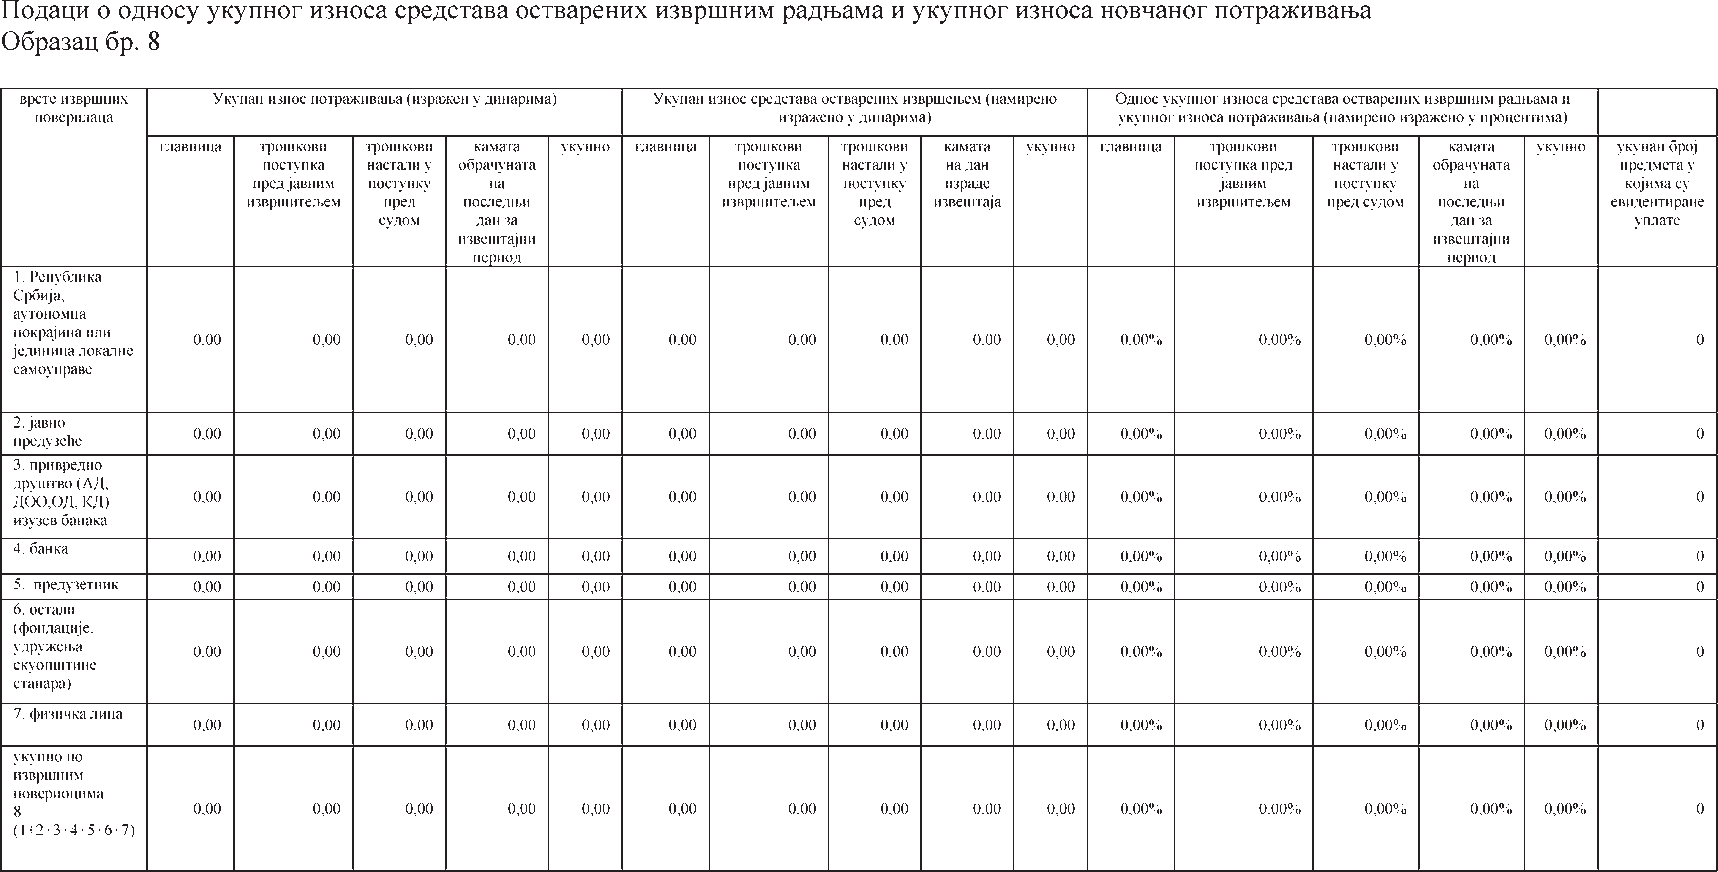 Подаци о односу укупног износа средстава остварених извршним радњама и укупног износа новчаног потраживања
Образац бр. 8
врсте извршних
поверилаца
Укупан износ потраживања (изражен у динарима)
Укупан износ средстава остварених извршењем (намирено
изражено у динарима)
Однос укупног износа средстава остварених извршним радњама и
укупног износа потраживања (намирено изражено у процентима)
главница
трошкови
поступка
пред јавним
извршитељем
трошкови
настали у
поступку
пред
судом
камата
обрачуната
на
последњи
дан за
извештајни
период
укупно
главница
трошкови
поступка
пред јавним
извршитељем
трошкови
настали у
поступку
пред
судом
камата
на дан
израде
извештаја
укупно
главница
трошкови
поступка пред
јавним
извршитељем
трошкови
настали у
поступку
пред судом
камата
обрачуната
на
последњи
дан за
извештајни
период
укупно
укупан број
предмета у
којима су
евидентиране
уплате
1. Република
Србија,
аутономна
покрајина или
јединица локалне
самоуправе
0,00 0,00 0,00 0,00 0,00 0,00 0,00 0,00 0,00 0,00 0,00% 0,00% 0,00% 0,00% 0,00% 0
2. јавно
предузеће
0,00 0,00 0,00 0,00 0,00 0,00 0,00 0,00 0,00 0,00 0,00% 0,00% 0,00% 0,00% 0,00% 0
3. привредно
друштво (АД,
ДОО,ОД, КД)
изузев банака
0,00 0,00 0,00 0,00 0,00 0,00 0,00 0,00 0,00 0,00 0,00% 0,00% 0,00% 0,00% 0,00% 0
4. банка
0,00 0,00 0,00 0,00 0,00 0,00 0,00 0,00 0,00 0,00 0,00% 0,00% 0,00% 0,00% 0,00% 0
5. предузетник 0,00 0,00 0,00 0,00 0,00 0,00 0,00 0,00 0,00 0,00 0,00% 0,00% 0,00% 0,00% 0,00% 0
6. остали
(фондације,
удружења
скуопштине
станара)
0,00 0,00 0,00 0,00 0,00 0,00 0,00 0,00 0,00 0,00 0,00% 0,00% 0,00% 0,00% 0,00% 0
7. физичка лица
0,00 0,00 0,00 0,00 0,00 0,00 0,00 0,00 0,00 0,00 0,00% 0,00% 0,00% 0,00% 0,00% 0
укупно по
извршним
повериоцима
8
(1+2+3+4+5+6+7)
0,00 0,00 0,00 0,00 0,00 0,00 0,00 0,00 0,00 0,00 0,00% 0,00% 0,00% 0,00% 0,00% 0